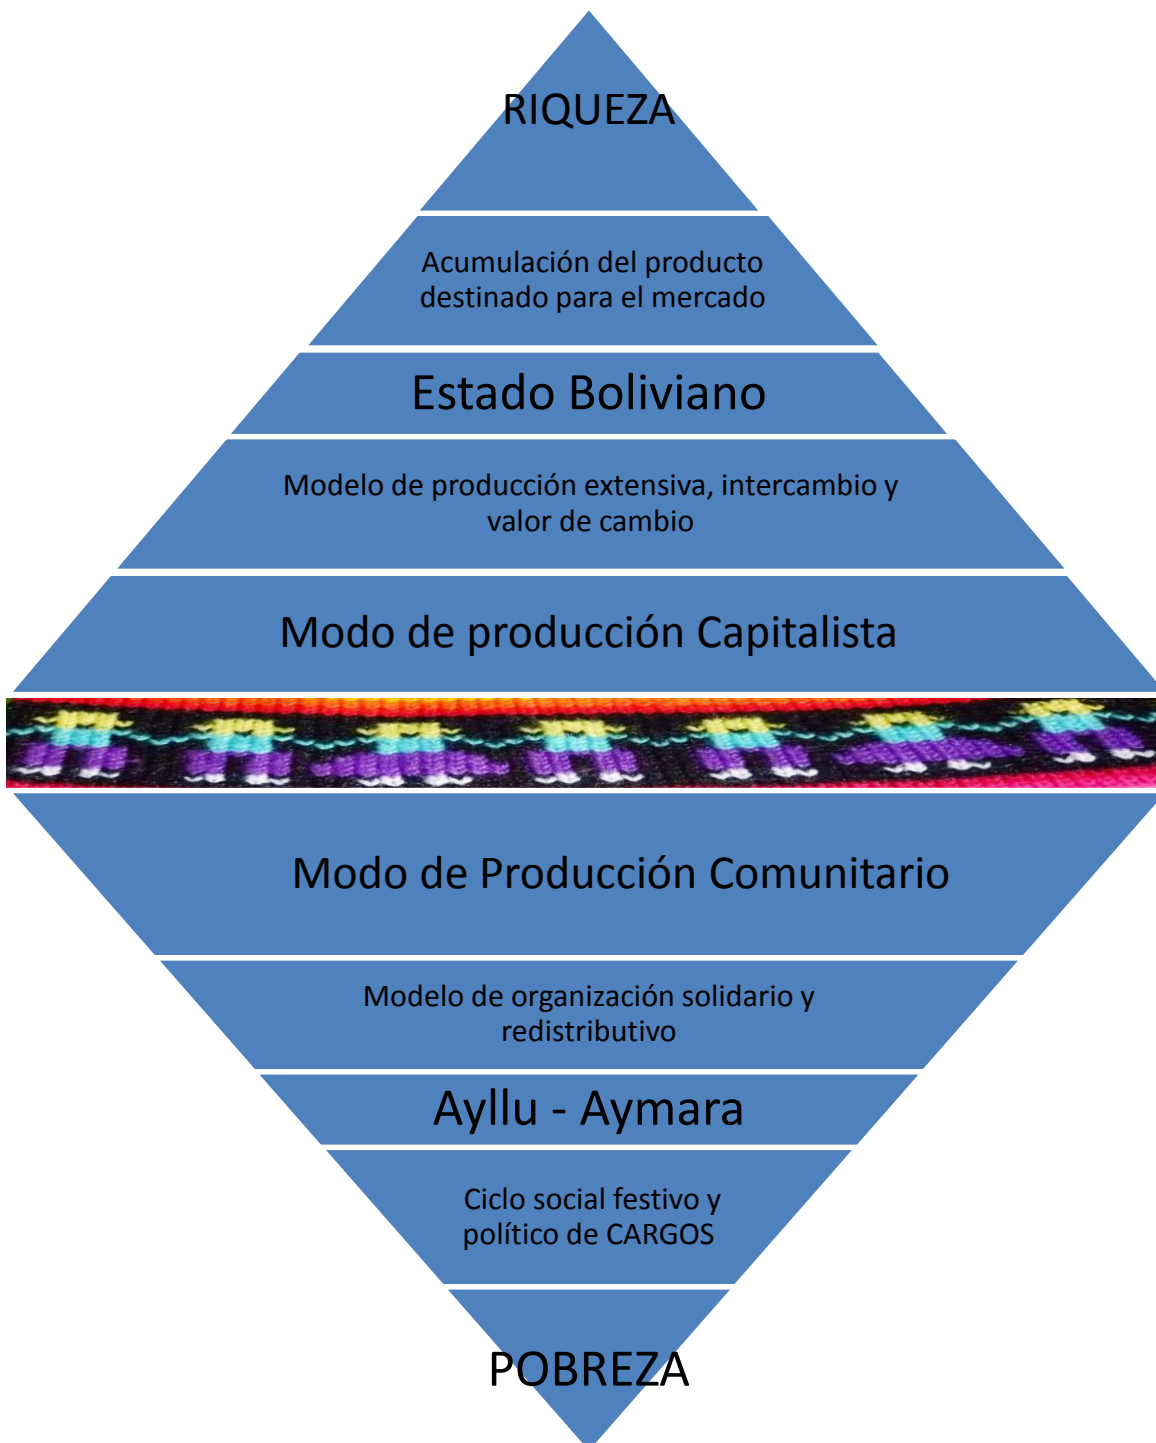 RIQUEZA
Acumulación del producto
destinado para el mercado
Estado Boliviano
Modelo de producción extensiva, intercambio y
valor de cambio
Modo de producción Capitalista
Modo de Producción Comunitario
Modelo de organización solidario y
redistributivo
Ayllu - Aymara
Ciclo social festivo y
político de CARGOS
POBREZA